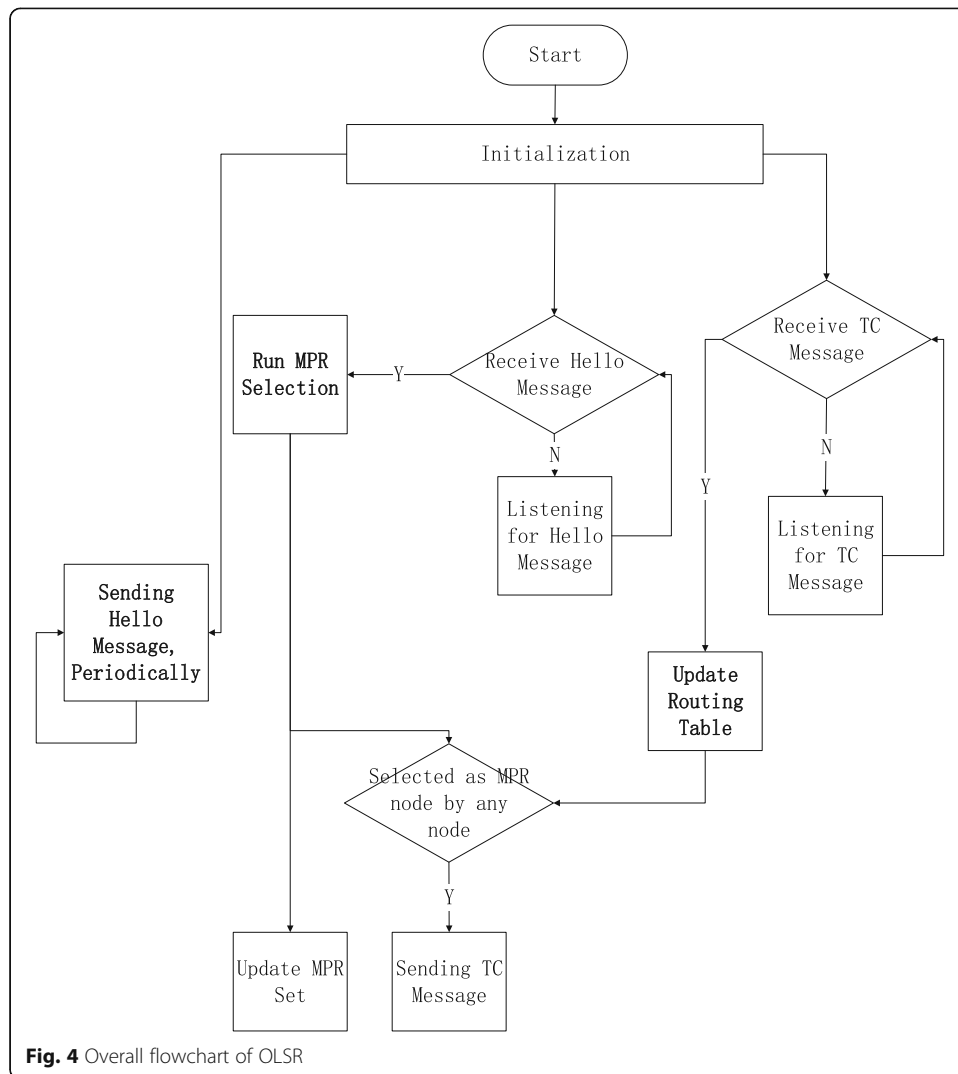 Start
Initialization
Receive TC
Message
Run MPR
Selection
Y
Receive Hello
Message
N
N
Y
Listening
for Hello
Message
Listening
for TC
Message
Sending
Hello
Message,
Periodically
Update
Routing
Table
Selected as MPR
node by any
node
Y
Update MPR
Set
Sending TC
Message
Fig. 4 Overall flowchart of OLSR